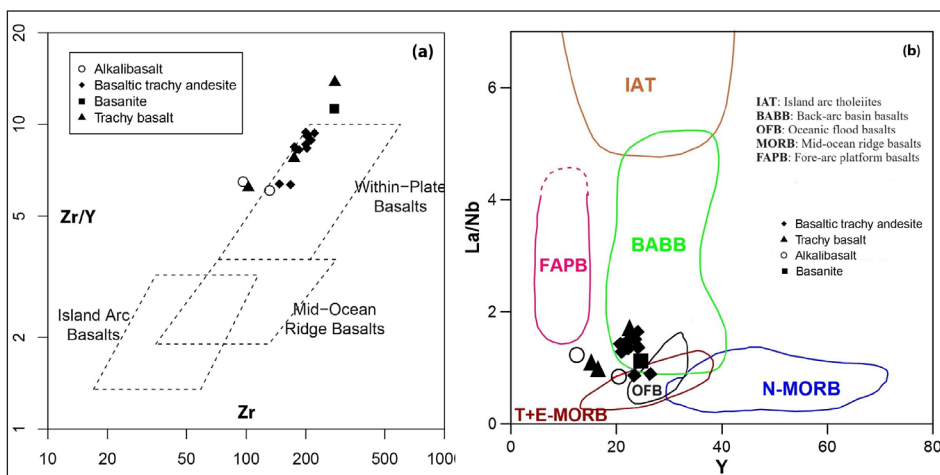 (a)
20
10
5
2
1
Zr/Y
Alkalibasalt
Basaltic trachy andesite
Basanite
Trachy basalt
Within−Plate
Basalts
Island Arc
Basalts
Mid−Ocean
Ridge Basalts
Zr
10 20 50 100 200 500 1000
(b)
6
4
2
0
La/Nb
IAT
IAT: Island arc tholeiites
BABB: Back-arc basin basalts
OFB: Oceanic flood basalts
MORB: Mid-ocean ridge basalts
FAPB: Fore-arc platform basalts
Basaltic trachy andesite
Trachy basalt
Alkalibasalt
Basanite
FAPB
BABB
OFB
N-MORB
T+E-MORB
0 20 40 60 80
Y